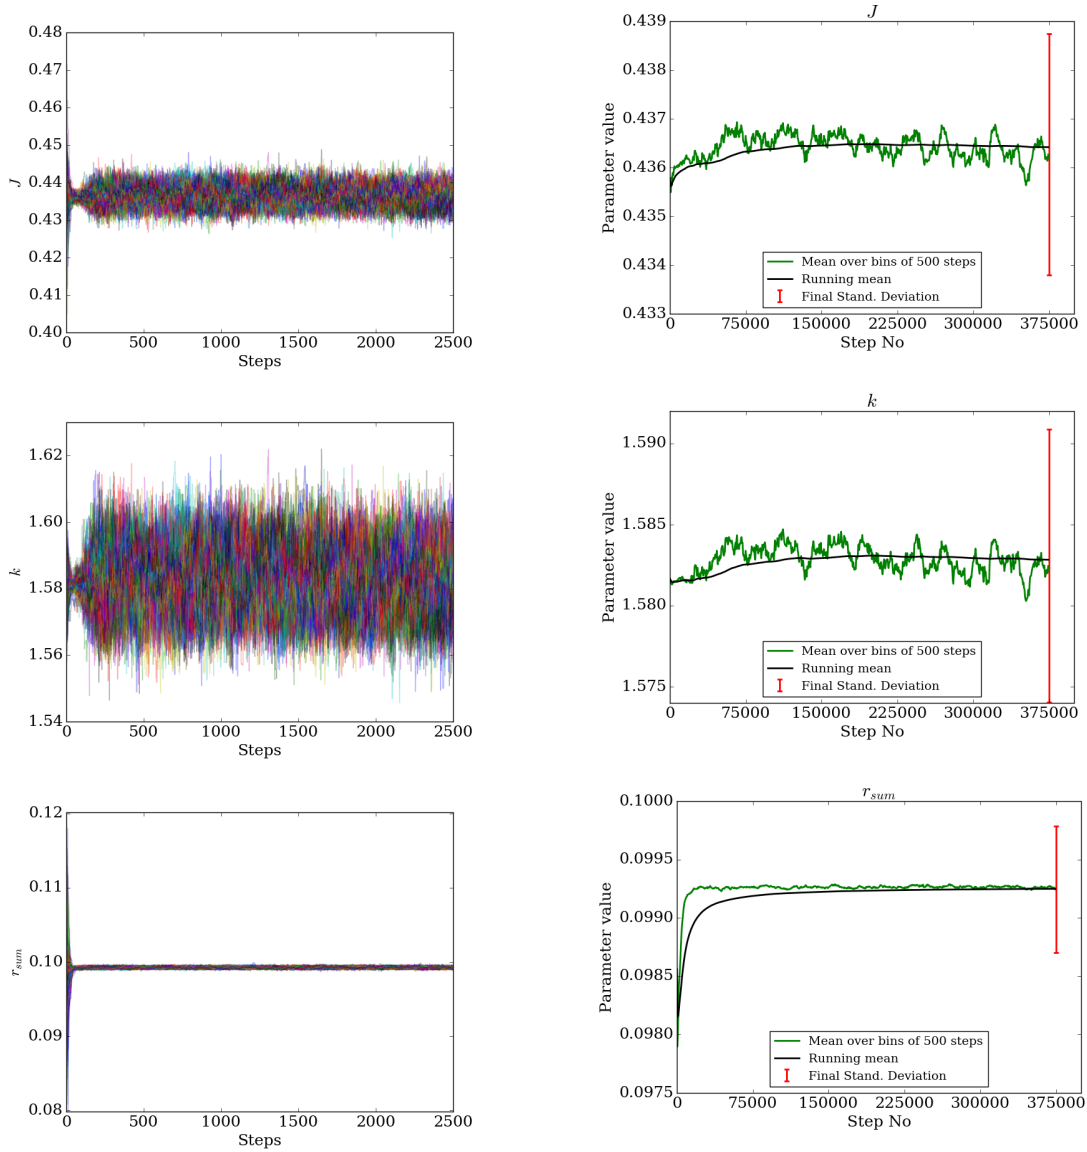 0.48
0.47
0.46
0.45
0.44
0.43
0.42
0.41
0.40
J
0 500 1000 1500 2000 2500
Steps
J
0.439
0.438
0.437
0.436
0.435
0.434
0.433
Parameter value
Mean over bins of 500 steps
Running mean
Final Stand. Deviation
0 75000 150000 225000 300000 375000
Step No
1.62
1.60
1.58
1.56
1.54
k
0 500 1000 1500 2000 2500
Steps
k
1.590
1.585
1.580
1.575
Parameter value
Mean over bins of 500 steps
Running mean
Final Stand. Deviation
0 75000 150000 225000 300000 375000
Step No
0.12
0.11
0.10
0.09
0.08
r_sum
0 500 1000 1500 2000 2500
Steps
r_sum
0.1000
0.0995
0.0990
0.0985
0.0980
0.0975
Parameter value
Mean over bins of 500 steps
Running mean
Final Stand. Deviation
0 75000 150000 225000 300000 375000
Step No